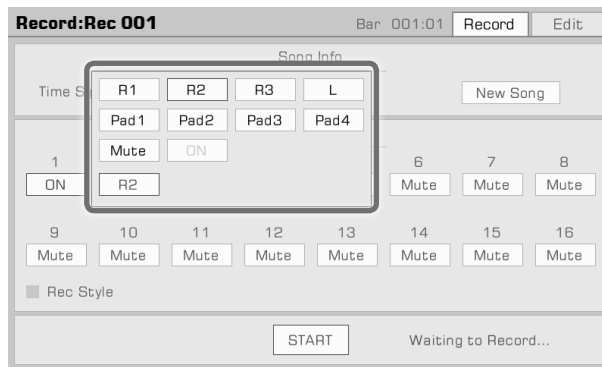 Record:Rec 001 Bar 001:01 Record Edit
Song Info
Time S New Song
R1 R2 R3 L
Pad1 Pad2 Pad3 Pad4
Mute ON
1 6 7 8
ON R2 Mute Mute Mute
9 10 11 12 13 14 15 16
Mute Mute Mute Mute Mute Mute Mute Mute
Rec Style
START Waiting to Record...